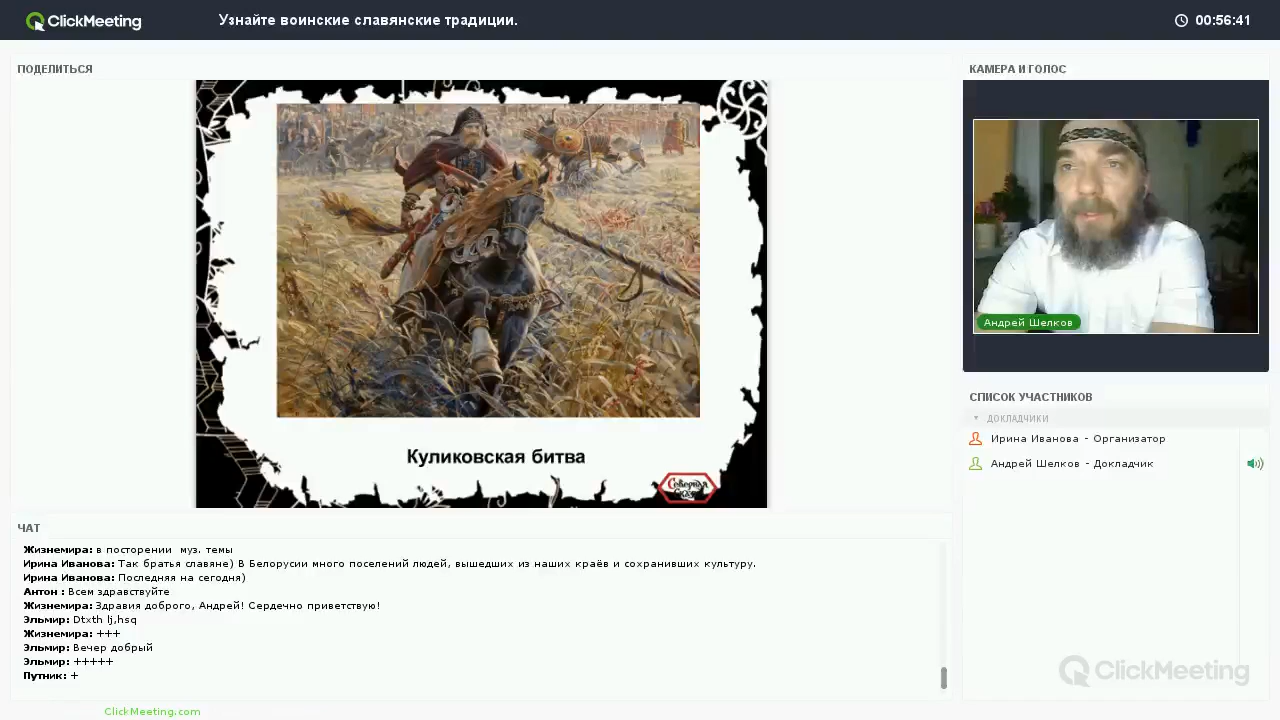 ClickMeeting
Узнайте воинские славянские традиции.
00:56:41
ПОДЕЛИТЬСЯ
КАМЕРА И ГОЛОС
Куликовская битва
Северная
Андрей Шелков
СПИСОК УЧАСТНИКОВ
ДОКЛАДЧИКИ
Ирина Иванова - Организатор
Андрей Шелков - Докладчик
ЧАТ
Жизнемира: в посторении муз. темы
Ирина Иванова: Так братья славяне) В Белорусии много поселений людей, вышедших из наших краёв и сохранивших культуру.
Ирина Иванова: Последняя на сегодня)
Антон : Всем здравствуйте
Жизнемира: Здравия доброго, Андрей! Сердечно приветствую!
Эльмир: Dtxth lj,hsq
Жизнемира: +++
Эльмир: Вечер добрый
Эльмир: +++++
Путник: +
ClickMeeting
ClickMeeting.com